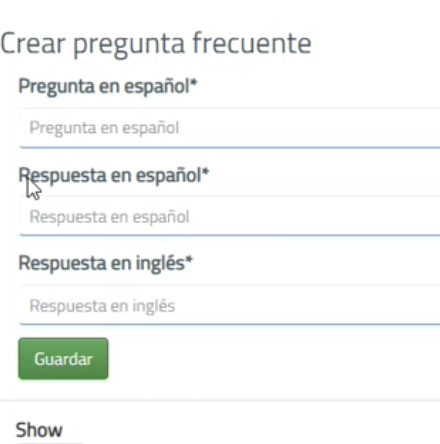 Crear pregunta frecuente
Pregunta en español*
Pregunta en español
Respuesta en español*
Respuesta en español
Respuesta en inglés*
Respuesta en inglés
Guardar
Show